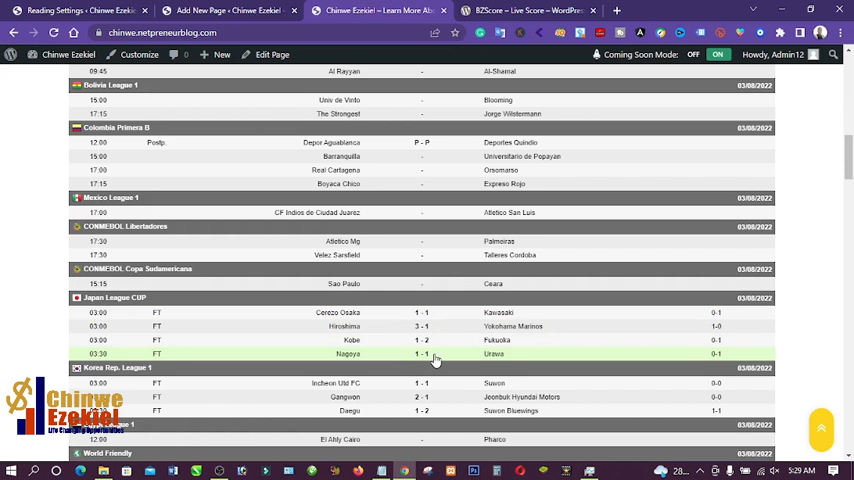 Reading Settings ‹ Chinwe Ezekiel
Add New Page ‹ Chinwe Ezekiel
Chinwe Ezekiel – Learn More Abo
BZScore – Live Score – WordPres
chinwe.netpreneurblog.com
Chinwe Ezekiel Customize 0 New Edit Page Coming Soon Mode: OFF ON Howdy, Admin12
09:45 Al Rayyan - Al-Shamal
Bolivia League 1 03/08/2022
15:00 Univ de Vinto - Blooming
17:15 The Strongest - Jorge Wilstermann
Colombia Primera B 03/08/2022
12:00 Postp. Depor Aguablanca P - P Deportes Quindio
15:00 Barranquilla - Universitario de Popayan
17:00 Real Cartagena - Orsomarso
17:15 Boyaca Chico - Expreso Rojo
Mexico League 1 03/08/2022
17:00 CF Indios de Ciudad Juarez - Atletico San Luis
CONMEBOL Libertadores 03/08/2022
17:30 Atletico Mg - Palmeiras
17:30 Velez Sarsfield - Talleres Cordoba
CONMEBOL Copa Sudamericana 03/08/2022
15:15 Sao Paulo - Ceara
Japan League CUP 03/08/2022
03:00 FT Cerezo Osaka 1 - 1 Kawasaki 0-1
03:00 FT Hiroshima 3 - 1 Yokohama Marinos 1-0
03:00 FT Kobe 1 - 2 Fukuoka 0-1
03:30 FT Nagoya 1 - 1 Urawa 0-1
Korea Rep. League 1 03/08/2022
03:00 FT Incheon Utd FC 1 - 1 Suwon 0-0
FT Gangwon 2 - 1 Jeonbuk Hyundai Motors 0-0
FT Daegu 1 - 2 Suwon Bluewings 1-1
League 1 03/08/2022
12:00 El Ahly Cairo - Pharco
World Friendly 03/08/2022
$ Chinwe
Ezekiel
Life Changing Opportunities
28... 5:29 AM